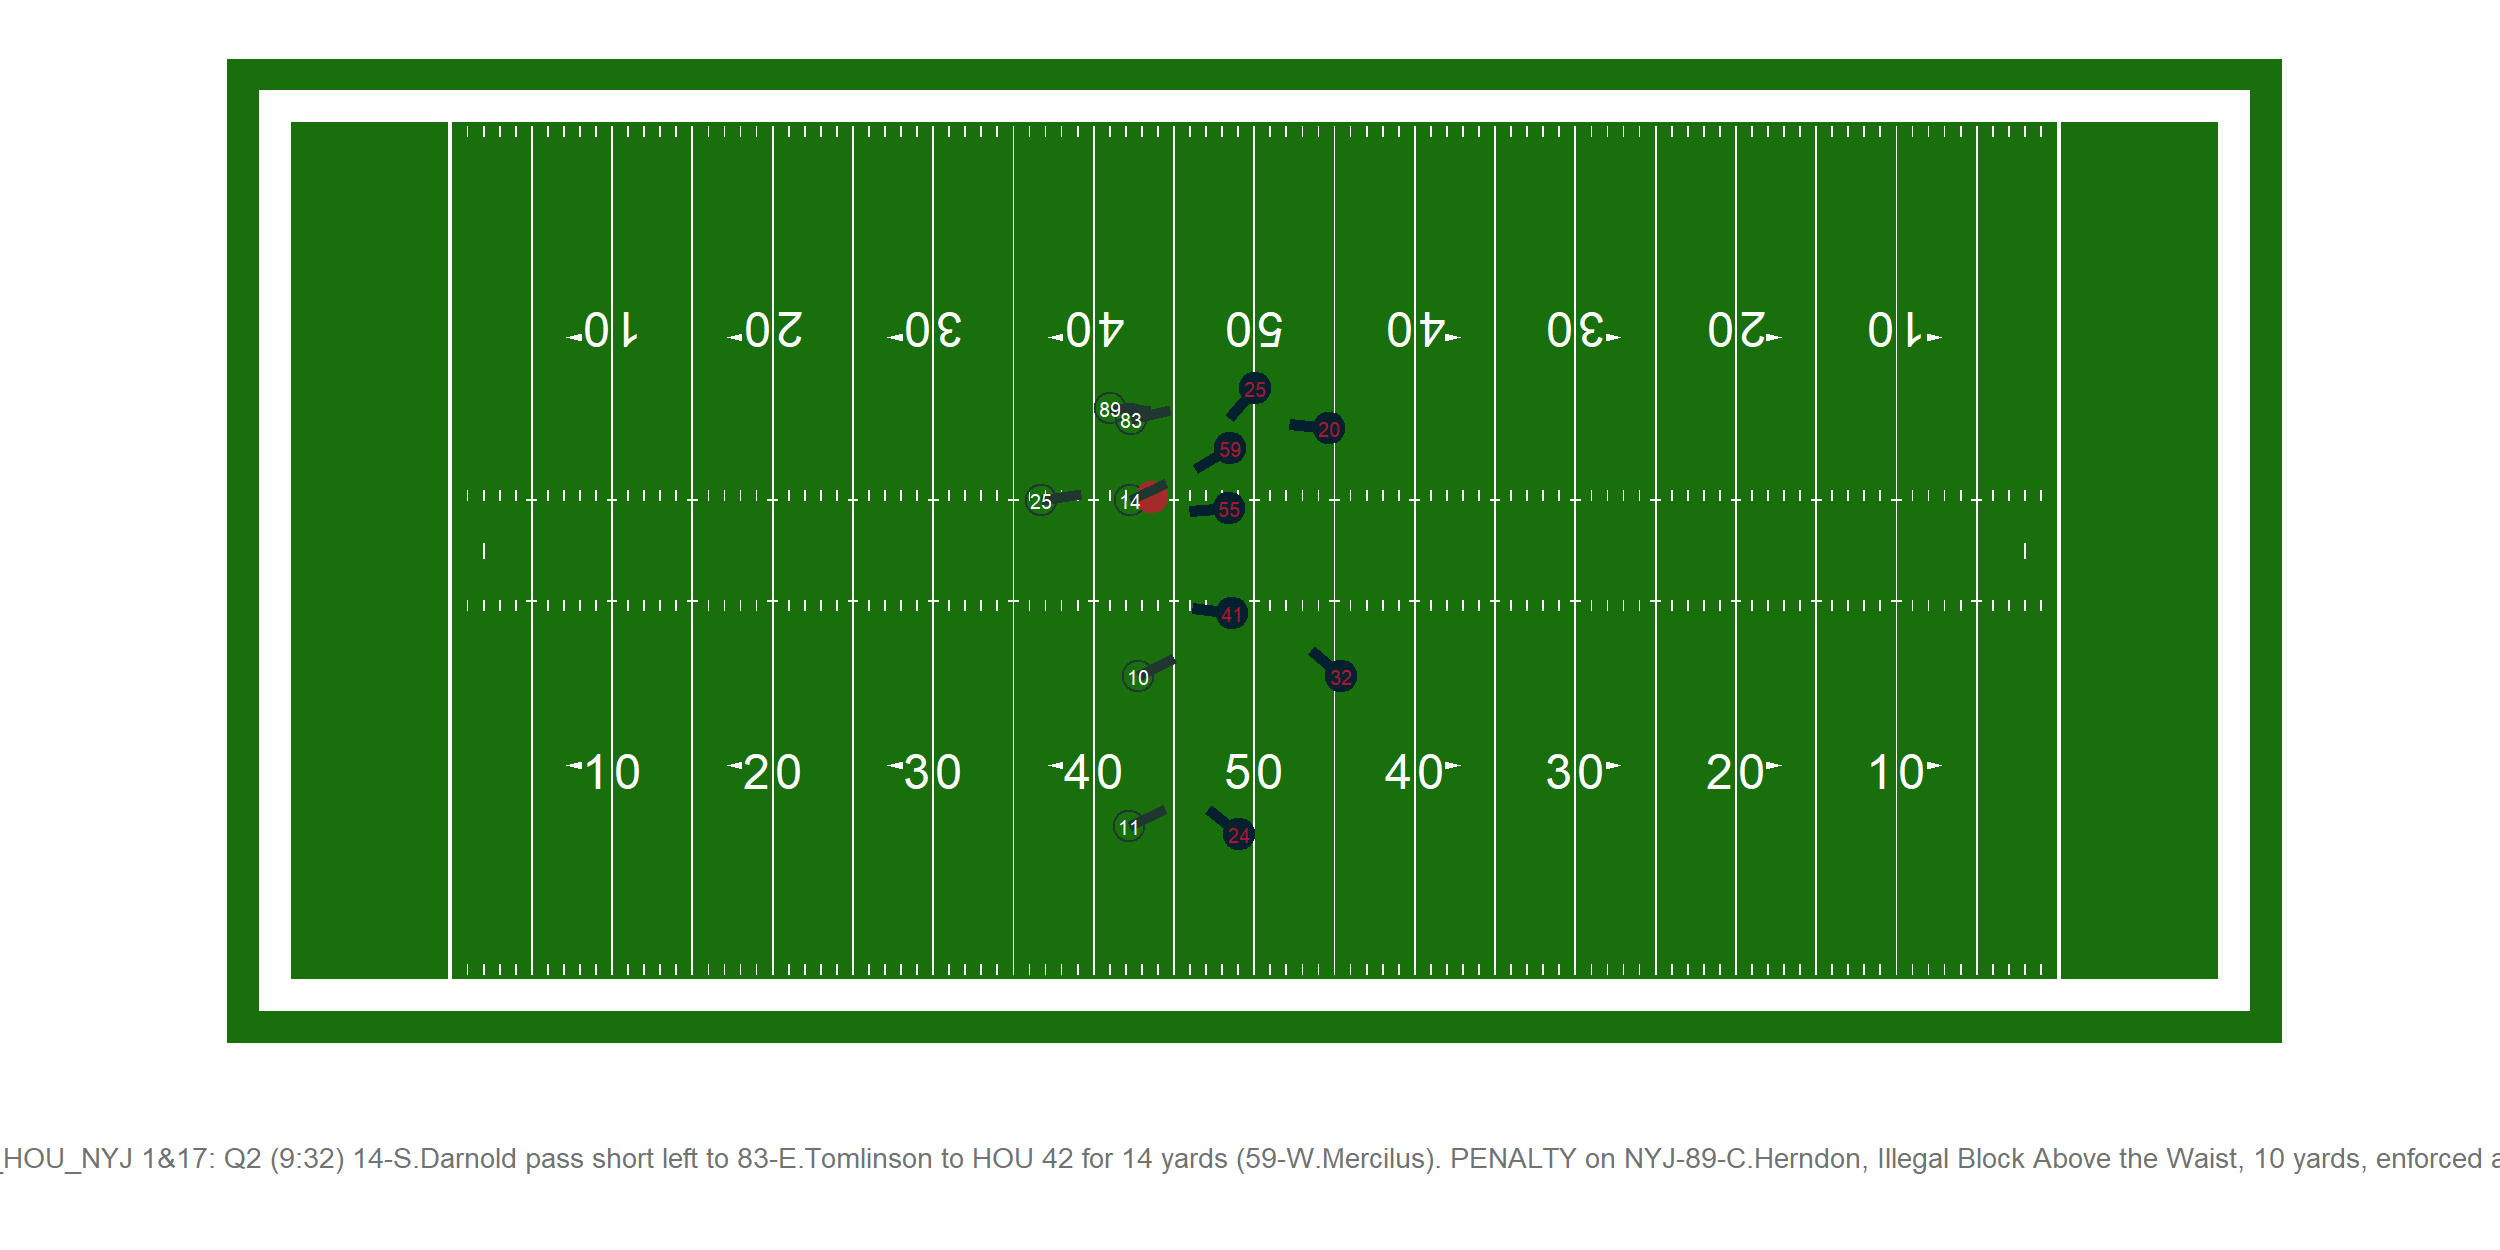 10 20 30 40 50 40 30 20 10
25
89
20
83
59
25 14 55
41
10 32
10 20 30 40 50 40 30 20 10
11 24
_HOU_NYJ 1&17: Q2 (9:32) 14-S.Darnold pass short left to 83-E.Tomlinson to HOU 42 for 14 yards (59-W.Mercilus). PENALTY on NYJ-89-C.Herndon, Illegal Block Above the Waist, 10 yards, enforced a